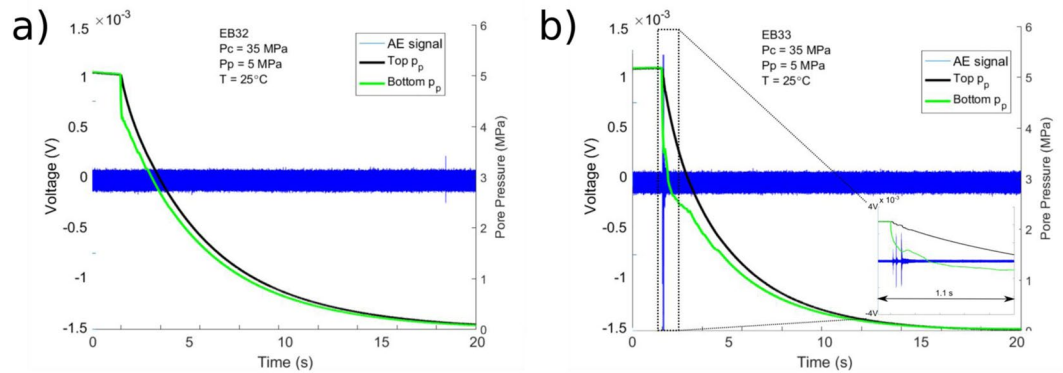 a)
1.5 × 10⁻³
1
0.5
0
-0.5
-1
-1.5
Voltage (V)
EB32
Pc = 35 MPa
Pp = 5 MPa
T = 25°C
AE signal
Top pp
Bottom pp
6
5
4
3
2
1
0
Pore Pressure (MPa)
0 5 10 15 20
Time (s)
b)
1.5 × 10⁻³
1
0.5
0
-0.5
-1
-1.5
Voltage (V)
EB33
Pc = 35 MPa
Pp = 5 MPa
T = 25°C
AE signal
Top pp
Bottom pp
4V × 10⁻³
1.1 s
-4V
6
5
4
3
2
1
0
Pore Pressure (MPa)
0 5 10 15 20
Time (s)